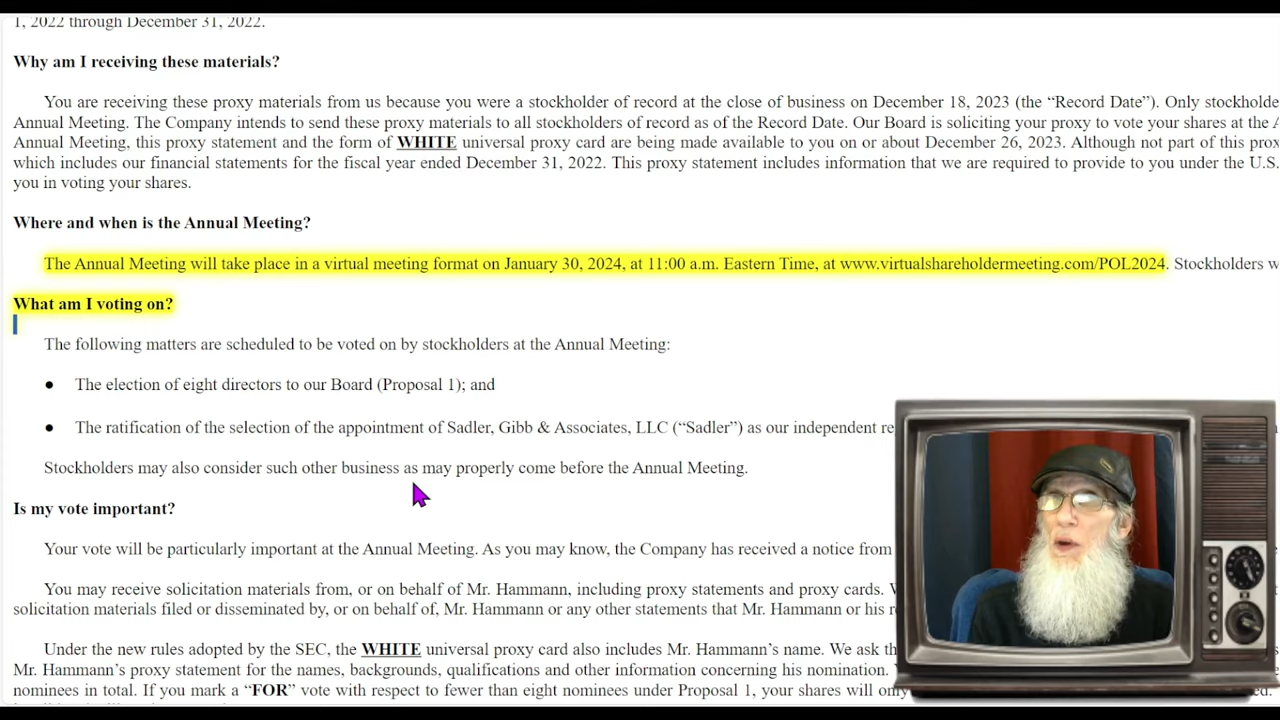 1, 2022 through December 31, 2022.
Why am I receiving these materials?
You are receiving these proxy materials from us because you were a stockholder of record at the close of business on December 18, 2023 (the “Record Date”). Only stockholde
Annual Meeting. The Company intends to send these proxy materials to all stockholders of record as of the Record Date. Our Board is soliciting your proxy to vote your shares at the A
Annual Meeting, this proxy statement and the form of WHITE universal proxy card are being made available to you on or about December 26, 2023. Although not part of this prox
which includes our financial statements for the fiscal year ended December 31, 2022. This proxy statement includes information that we are required to provide to you under the U.S.
you in voting your shares.
Where and when is the Annual Meeting?
The Annual Meeting will take place in a virtual meeting format on January 30, 2024, at 11:00 a.m. Eastern Time, at www.virtualshareholdermeeting.com/POL2024. Stockholders w
What am I voting on?
The following matters are scheduled to be voted on by stockholders at the Annual Meeting:
● The election of eight directors to our Board (Proposal 1); and
● The ratification of the selection of the appointment of Sadler, Gibb & Associates, LLC (“Sadler”) as our independent re
Stockholders may also consider such other business as may properly come before the Annual Meeting.
Is my vote important?
Your vote will be particularly important at the Annual Meeting. As you may know, the Company has received a notice from
You may receive solicitation materials from, or on behalf of Mr. Hammann, including proxy statements and proxy cards. W
solicitation materials filed or disseminated by, or on behalf of, Mr. Hammann or any other statements that Mr. Hammann or his r
Under the new rules adopted by the SEC, the WHITE universal proxy card also includes Mr. Hammann’s name. We ask th
Mr. Hammann’s proxy statement for the names, backgrounds, qualifications and other information concerning his nomination.
nominees in total. If you mark a “FOR” vote with respect to fewer than eight nominees under Proposal 1, your shares will only